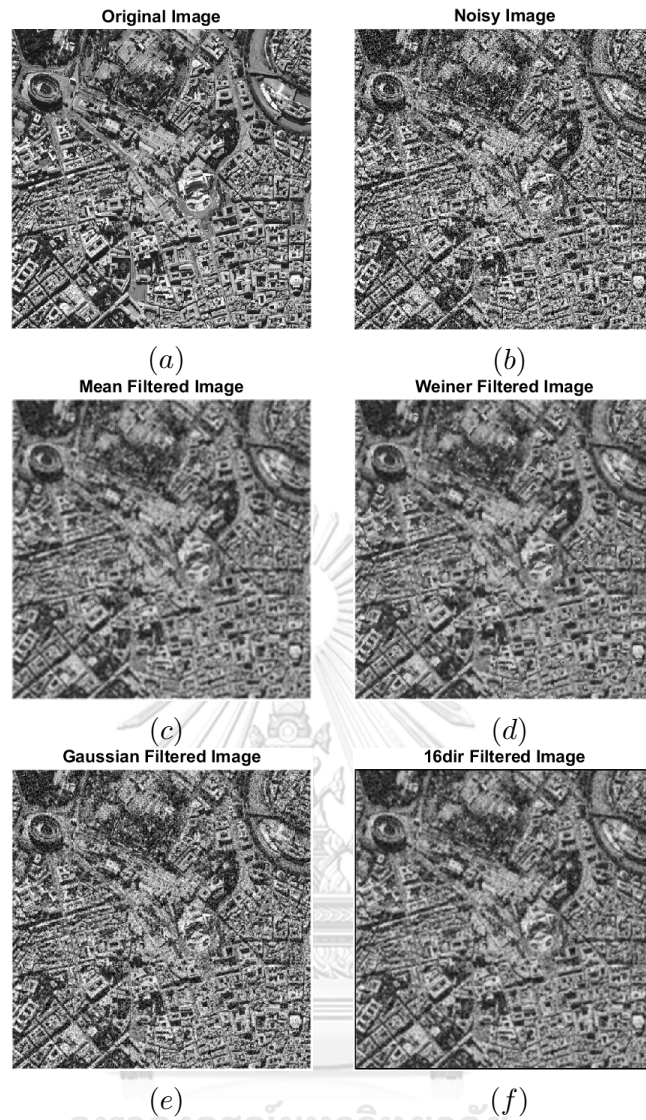 Original Image
Noisy Image
(a)
(b)
Mean Filtered Image
Weiner Filtered Image
(c)
(d)
Gaussian Filtered Image
16dir Filtered Image
(e)
(f)